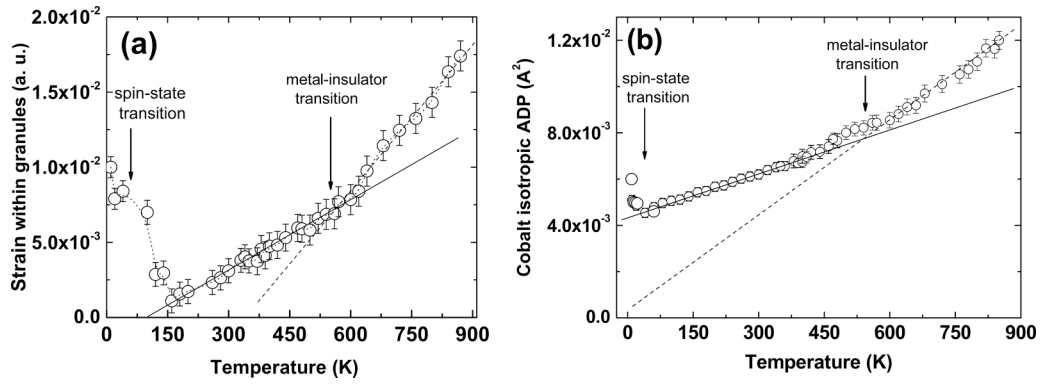 (a)
2.0x10⁻²
1.5x10⁻²
1.0x10⁻²
5.0x10⁻³
0.0
0 150 300 450 600 750 900
Strain within granules (a. u.)
Temperature (K)
spin-state
transition
metal-insulator
transition
(b)
1.2x10⁻²
8.0x10⁻³
4.0x10⁻³
0.0
0 150 300 450 600 750 900
Cobalt isotropic ADP (A²)
Temperature (K)
spin-state
transition
metal-insulator
transition